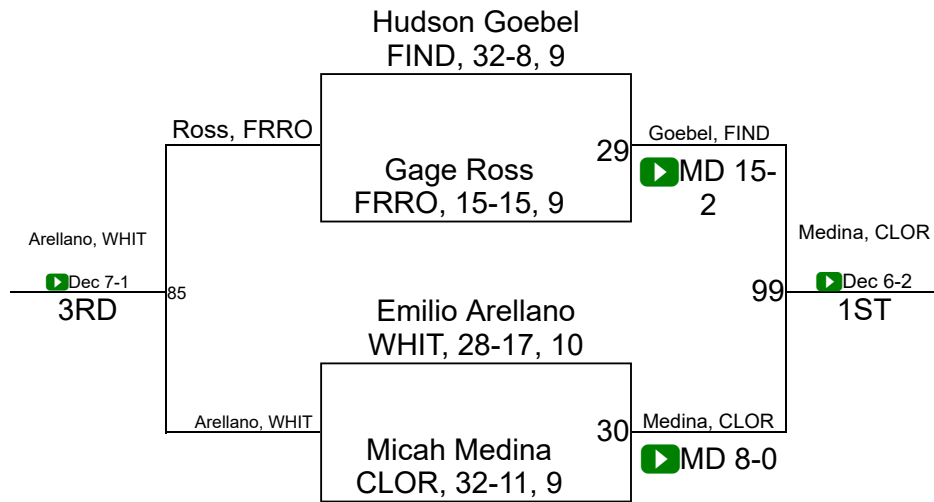 Hudson Goebel
FIND, 32-8, 9
Ross, FRRO
Gage Ross
FRRO, 15-15, 9
29
Goebel, FIND
MD 15-
2
Arellano, WHIT
Dec 7-1
3RD
85
Medina, CLOR
Dec 6-2
1ST
99
Emilio Arellano
WHIT, 28-17, 10
Arellano, WHIT
Micah Medina
CLOR, 32-11, 9
30
Medina, CLOR
MD 8-0